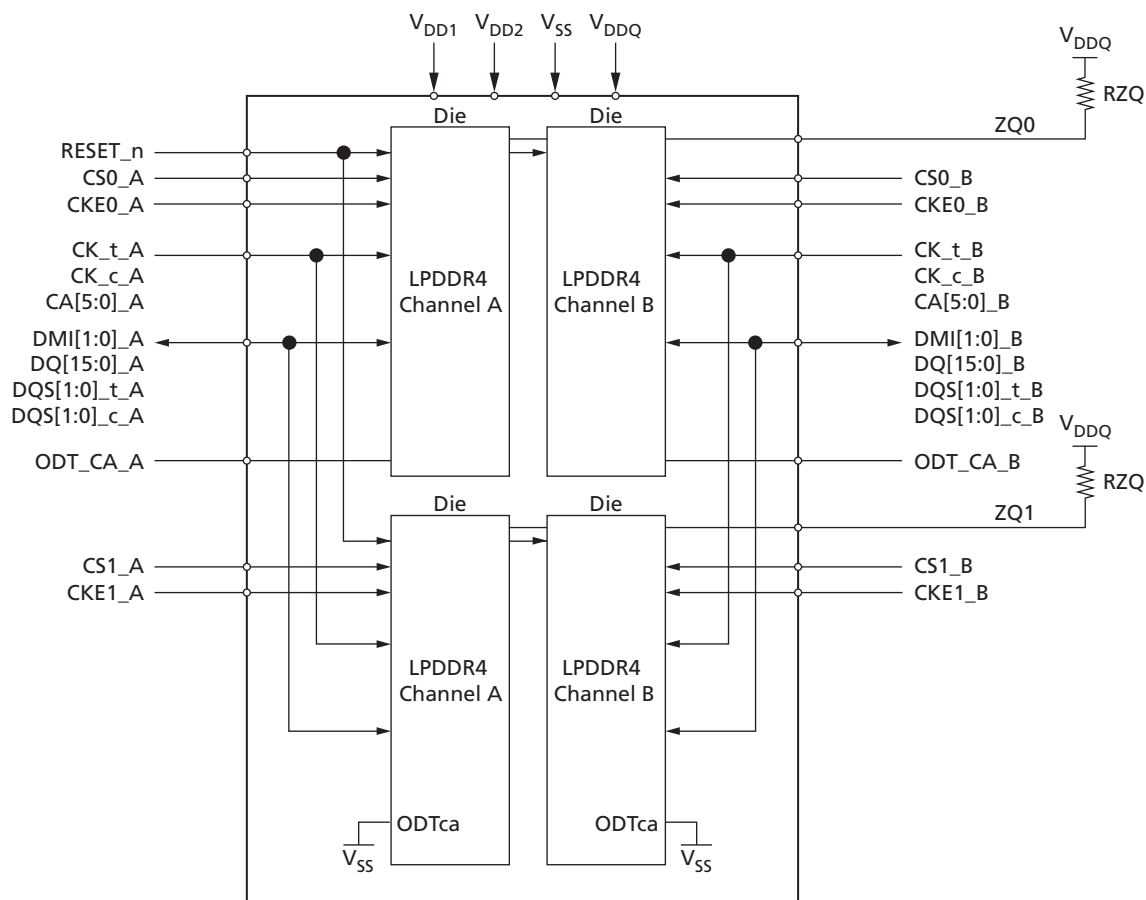 VDD1 VDD2 VSS VDDQ
VDDQ
RZQ
ZQ0
Die Die
RESET_n
CS0_A
CKE0_A
CK_t_A
CK_c_A
CA[5:0]_A
DMI[1:0]_A
DQ[15:0]_A
DQS[1:0]_t_A
DQS[1:0]_c_A
ODT_CA_A
LPDDR4
Channel A
LPDDR4
Channel B
CS0_B
CKE0_B
CK_t_B
CK_c_B
CA[5:0]_B
DMI[1:0]_B
DQ[15:0]_B
DQS[1:0]_t_B
DQS[1:0]_c_B
ODT_CA_B
VDDQ
RZQ
ZQ1
Die Die
CS1_A
CKE1_A
LPDDR4
Channel A
LPDDR4
Channel B
CS1_B
CKE1_B
ODTca ODTca
VSS VSS